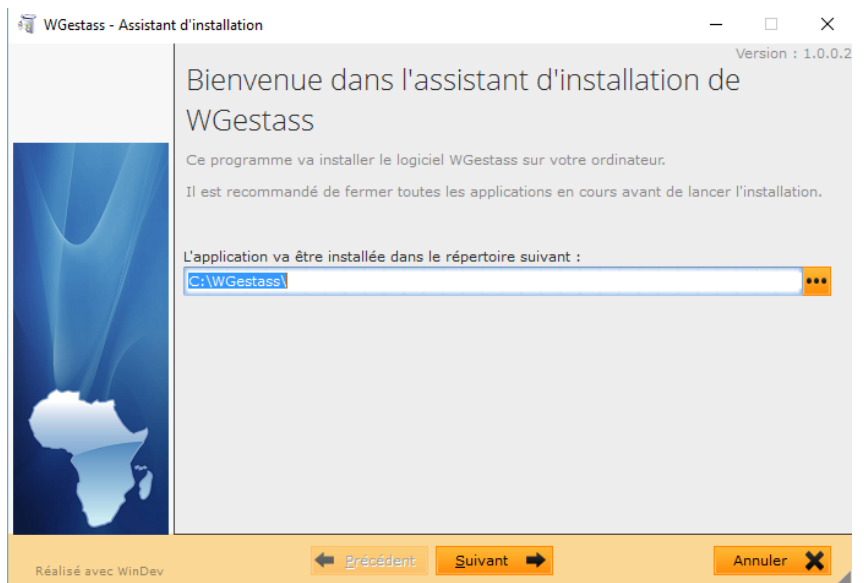 WGestass - Assistant d'installation
Version : 1.0.0.2
Bienvenue dans l'assistant d'installation de
WGestass
Ce programme va installer le logiciel WGestass sur votre ordinateur.
Il est recommandé de fermer toutes les applications en cours avant de lancer l'installation.
L'application va être installée dans le répertoire suivant :
C:\WGestass\
Précédent
Suivant
Annuler
Réalisé avec WinDev